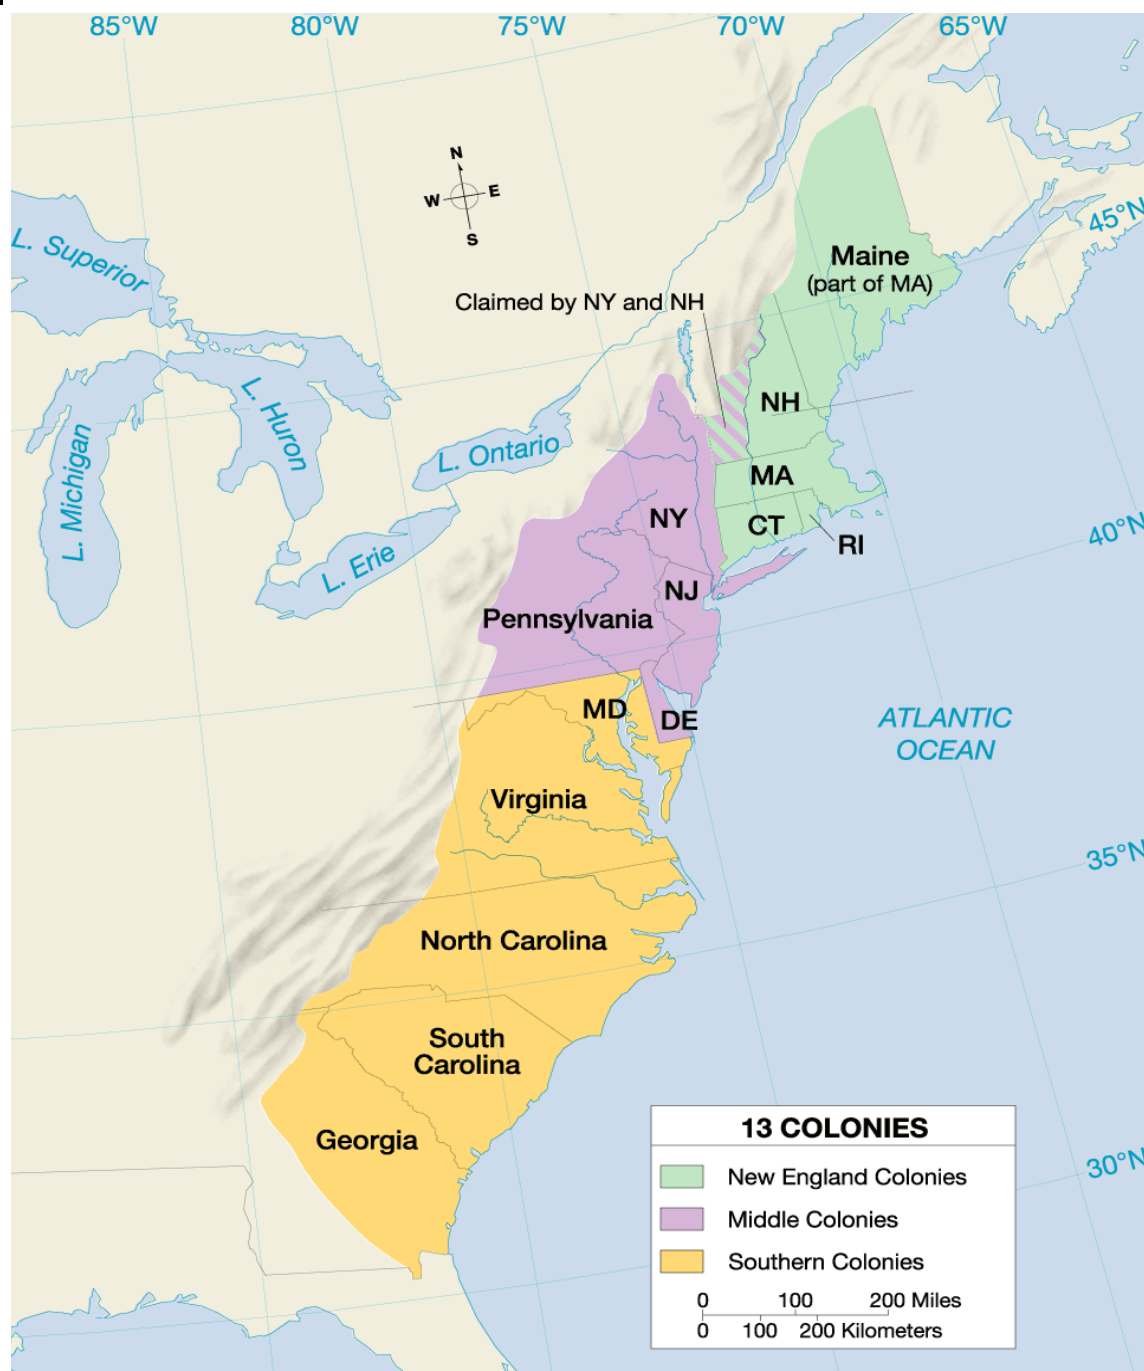 85°W
80°W
75°W
70°W
65°W
N
W
E
S
45°N
L. Superior
Maine
(part of MA)
Claimed by NY and NH
L. Huron
NH
L. Michigan
L. Ontario
MA
NY
CT
RI
40°N
L. Erie
NJ
Pennsylvania
MD
DE
ATLANTIC
OCEAN
Virginia
35°N
North Carolina
South
Carolina
Georgia
30°N
13 COLONIES
New England Colonies
Middle Colonies
Southern Colonies
0 100 200 Miles
0 100 200 Kilometers